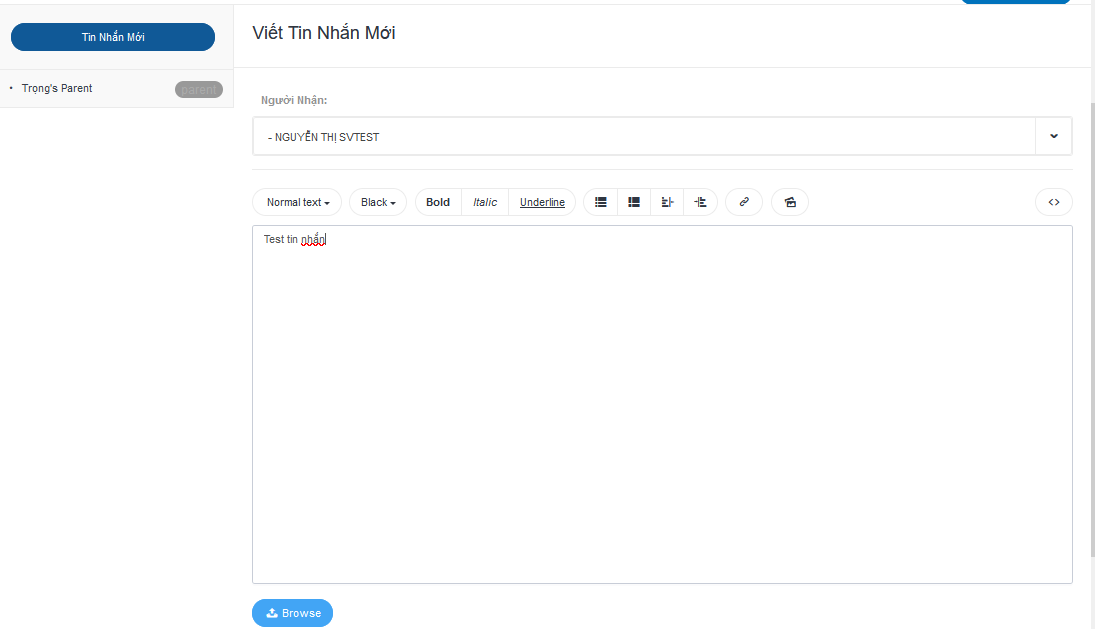 Tin Nhắn Mới
Trọng's Parent
parent
Viết Tin Nhắn Mới
Người Nhận:
- NGUYỄN THỊ SVTEST
Normal text
Black
Bold
Italic
Underline
Test tin nhắn
Browse